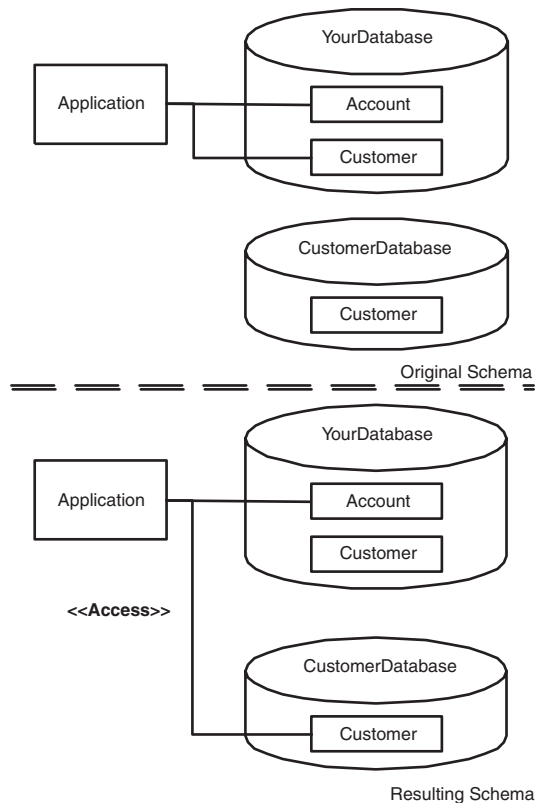 YourDatabase
Application
Account
Customer
CustomerDatabase
Customer
Original Schema
YourDatabase
Application
Account
Customer
<<Access>>
CustomerDatabase
Customer
Resulting Schema